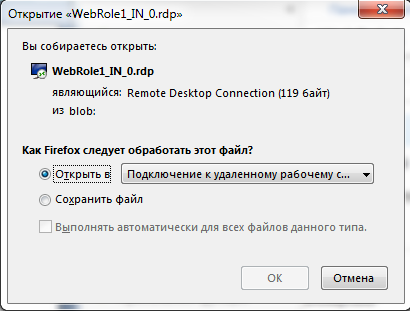 Открытие «WebRole1_IN_0.rdp»
Вы собираетесь открыть:
WebRole1_IN_0.rdp
являющийся: Remote Desktop Connection (119 байт)
из blob:
Как Firefox следует обработать этот файл?
Открыть в Подключение к удаленному рабочему с...
Сохранить файл
Выполнять автоматически для всех файлов данного типа.
OK Отмена